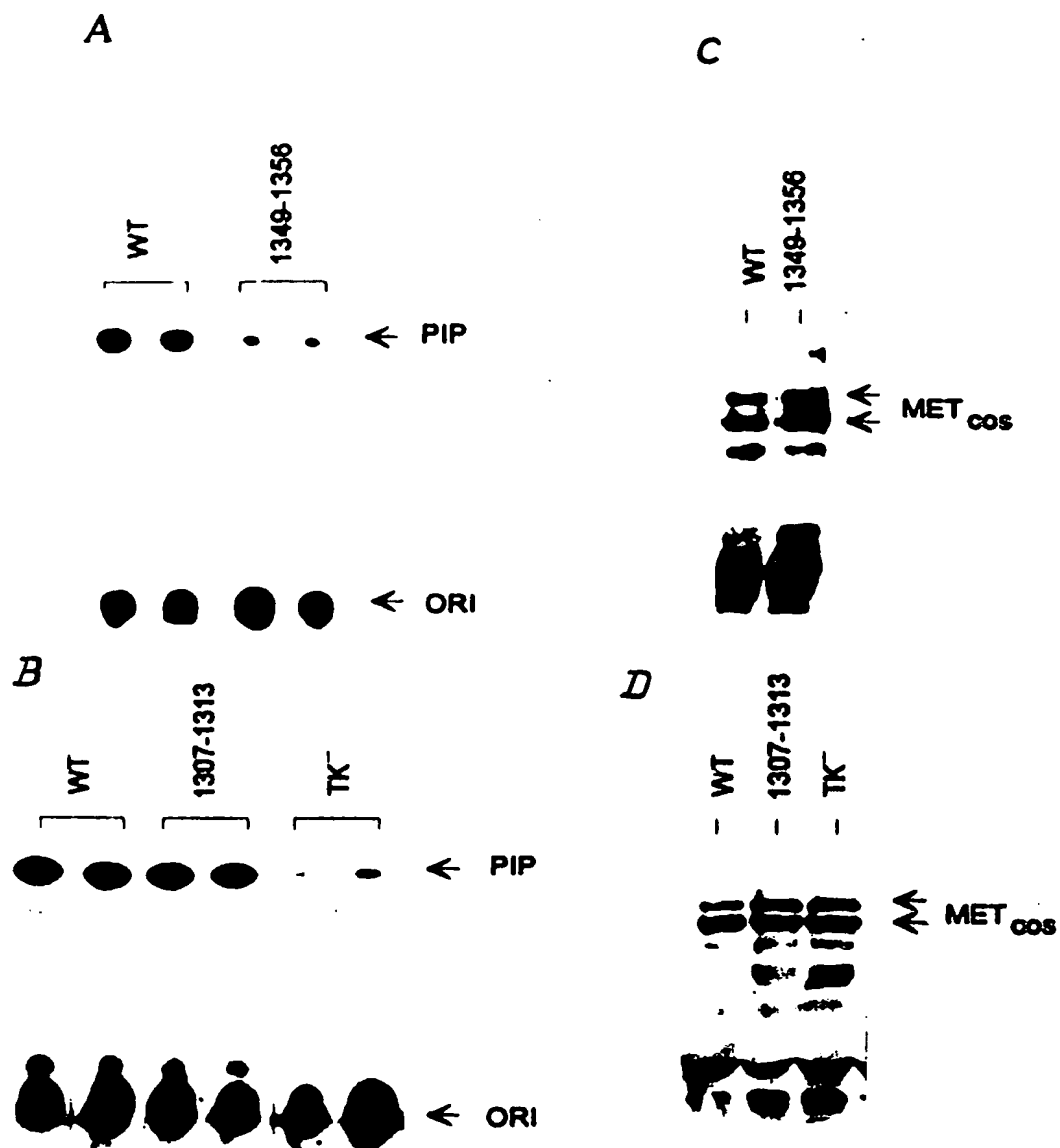 A
WT
1349-1356
PIP
ORI
C
WT
1349-1356
MET cos
B
WT
1307-1313
TK-
PIP
ORI
D
WT
1307-1313
TK-
MET cos